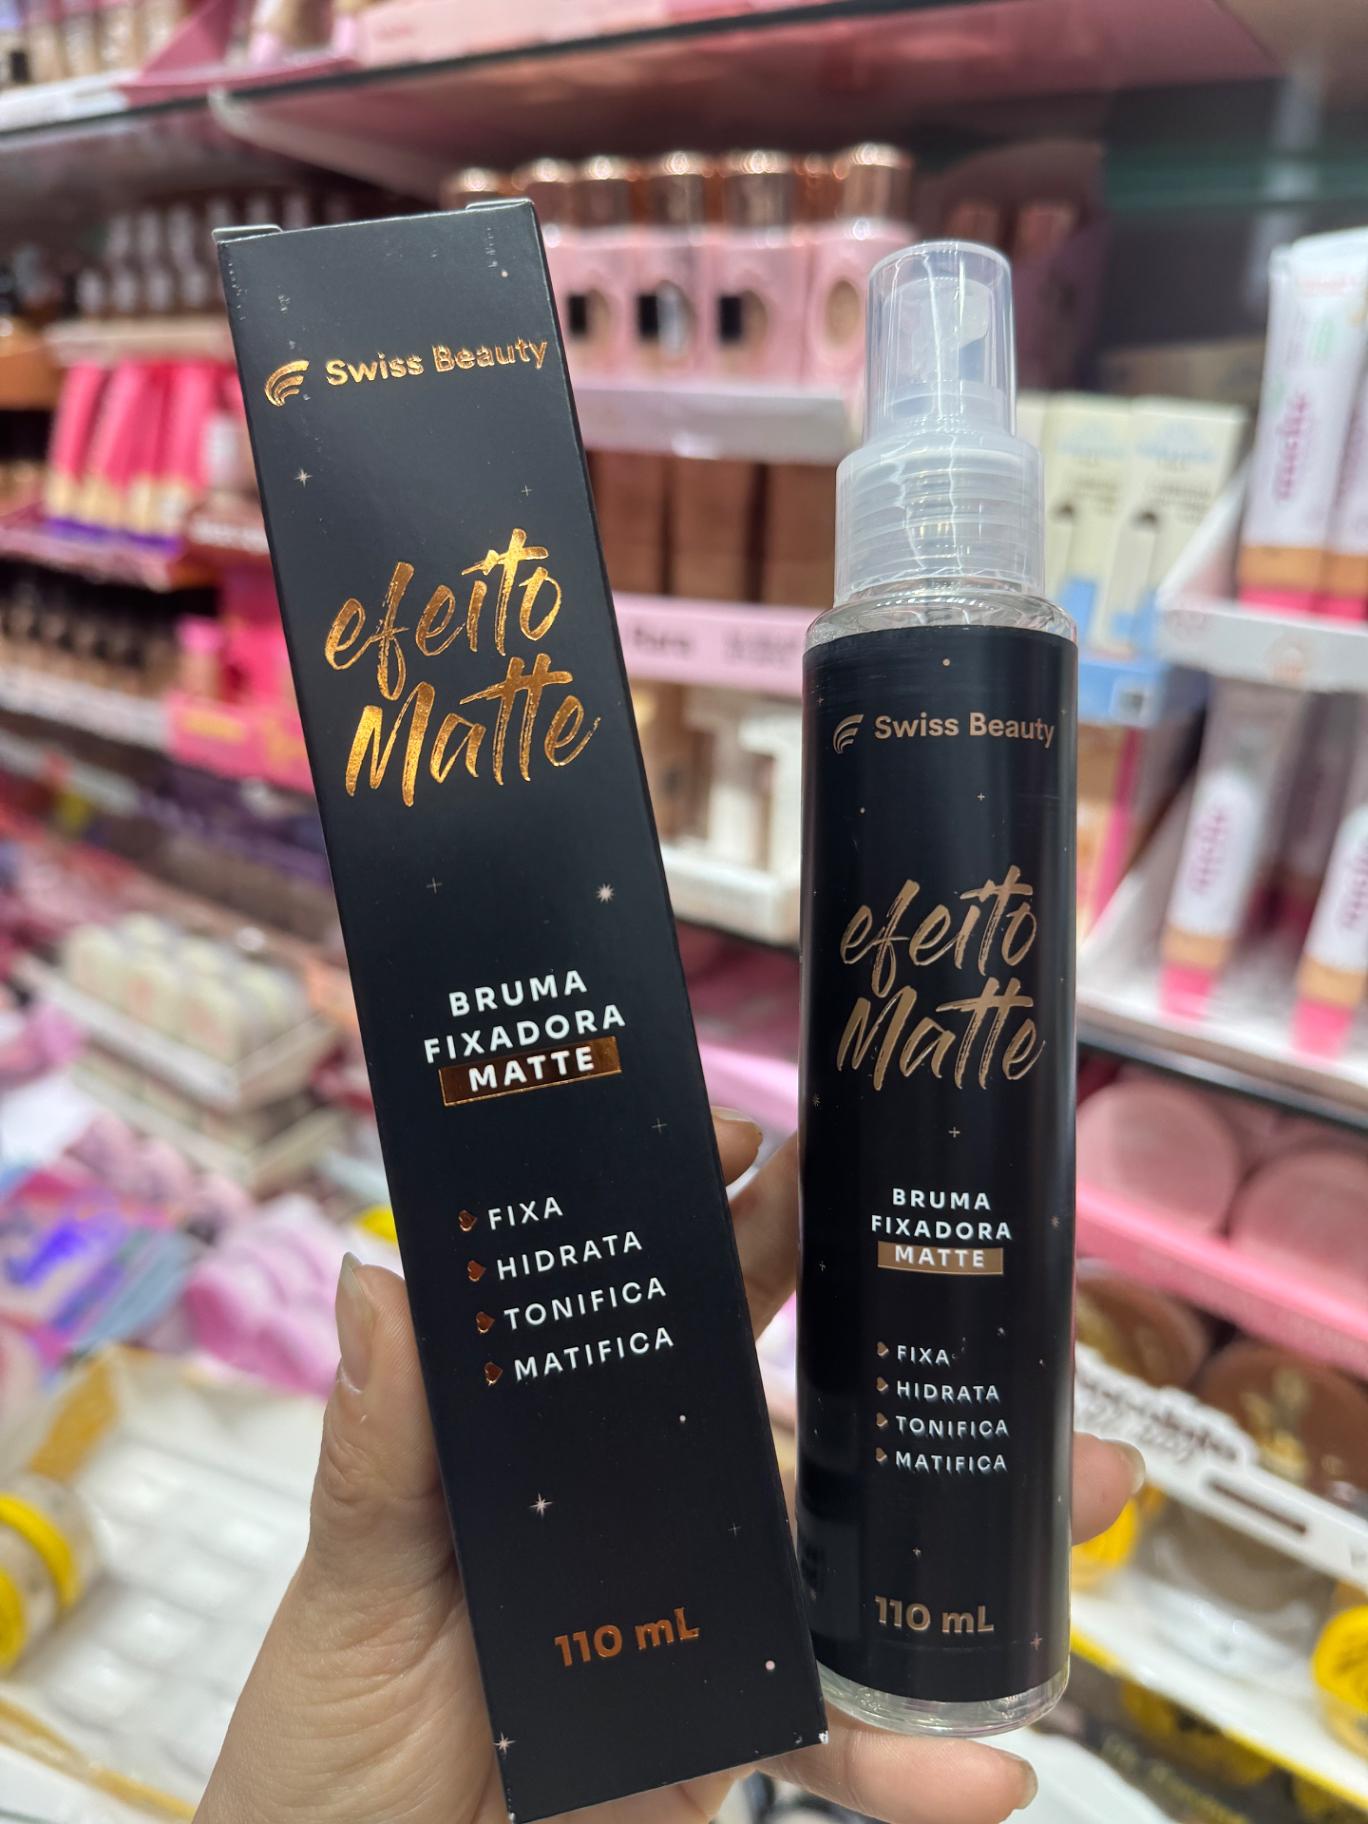 Swiss Beauty
efeito
Matte
BRUMA
FIXADORA
MATTE
FIXA
HIDRATA
TONIFICA
MATIFICA
110 mL
Swiss Beauty
efeito
Matte
BRUMA
FIXADORA
MATTE
FIXA
HIDRATA
TONIFICA
MATIFICA
110 mL